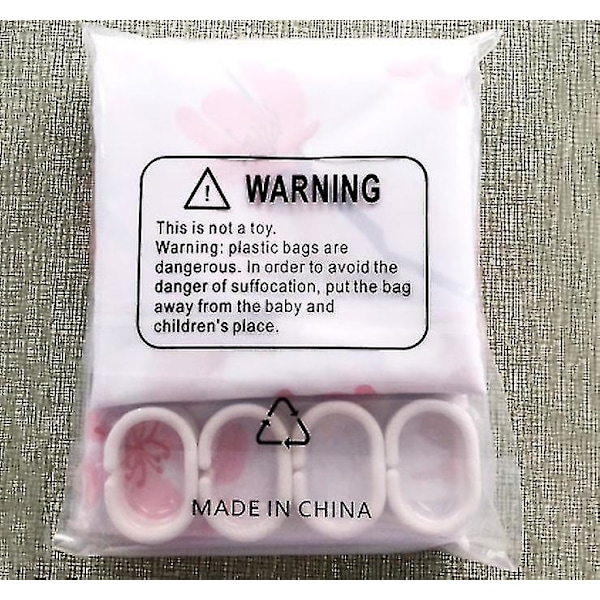 WARNING
This is not a toy.
Warning: plastic bags are
dangerous. In order to avoid the
danger of suffocation, put the bag
away from the baby and
children's place.
MADE IN CHINA